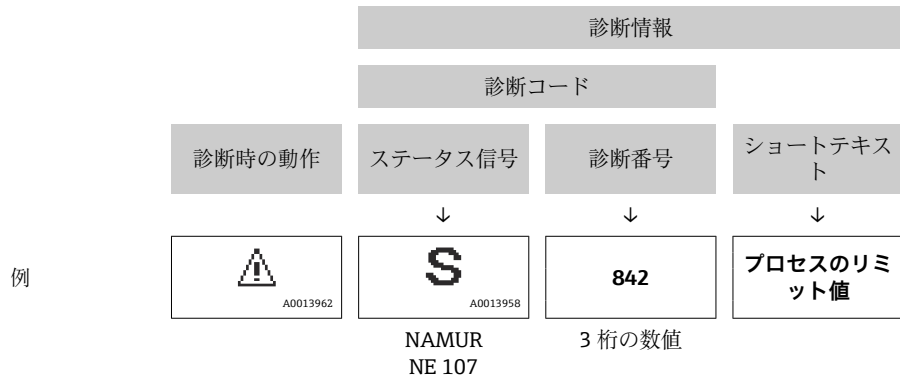 診断情報
診断コード
診断時の動作 ステータス信号 診断番号 ショートテキス
ト
↓ ↓ ↓
例
A0013962
S
A0013958
842
プロセスのリミ
ット値
NAMUR
NE 107
3 桁の数値